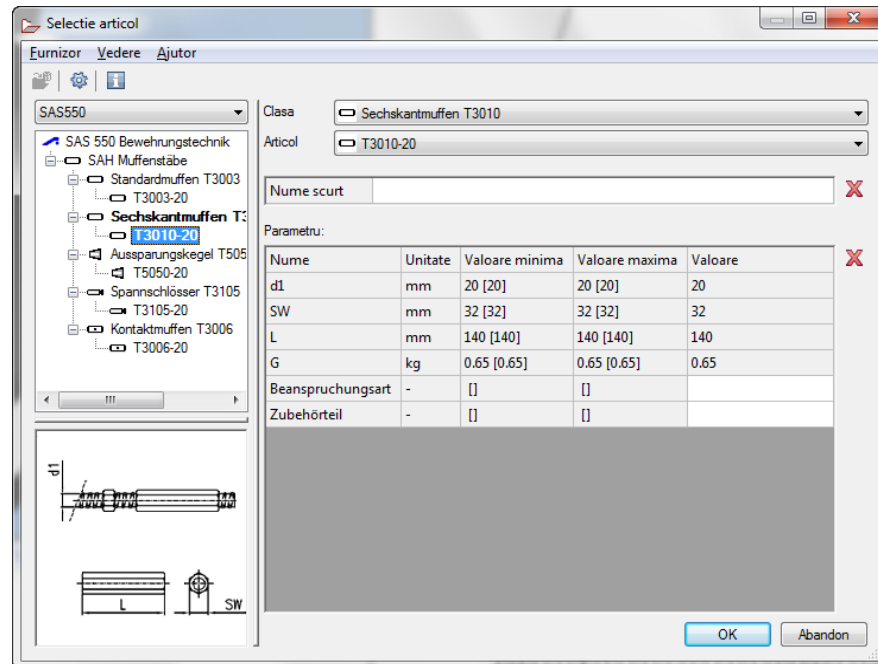 Selectie articol
Furnizor Vedere Ajutor
SAS550
SAS 550 Bewehrungstechnik
SAH Muffenstäbe
Standardmuffen T3003
T3003-20
Sechskantmuffen T3
T3010-20
Aussparungskegel T505
T5050-20
Spannschlösser T3105
T3105-20
Kontaktmuffen T3006
T3006-20
d1
L
SW
Clasa Sechskantmuffen T3010
Articol T3010-20
Nume scurt
Parametru:
Nume Unitate Valoare minima Valoare maxima Valoare
d1 mm 20 [20] 20 [20] 20
SW mm 32 [32] 32 [32] 32
L mm 140 [140] 140 [140] 140
G kg 0.65 [0.65] 0.65 [0.65] 0.65
Beanspruchungsart - [] []
Zubehörteil - [] []
OK Abandon